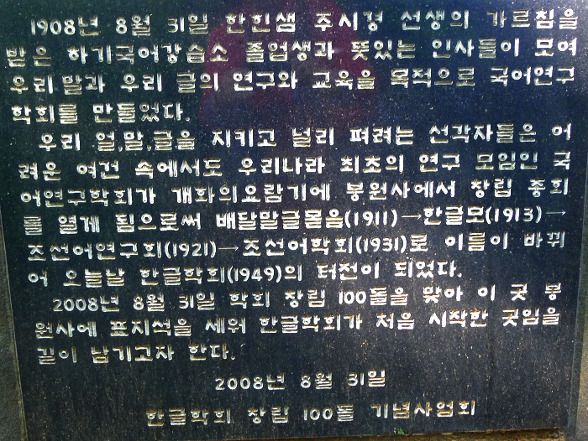 1908년 8월 31일 한힌샘 주시경 선생의 가르침을
받은 하기국어강습소 졸업생과 뜻있는 인사들이 모여
우리 말과 우리 글의 연구와 교육을 목적으로 국어연구
학회를 만들었다.
우리 얼,말,글을 지키고 널리 펴려는 선각자들은 어
려운 여건 속에서도 우리나라 최초의 연구 모임인 국
어연구학회가 개화의요람기에 봉원사에서 창립 총회
를 열게 됨으로써 배달말글몯음(1911)→한글모(1913)→
조선어연구회(1921)→조선어학회(1931)로 이름이 바뀌
어 오늘날 한글학회(1949)의 터전이 되었다.
2008년 8월 31일 학회 창립 100돌을 맞아 이 곳 봉
원사에 표지석을 세워 한글학회가 처음 시작한 곳임을
길이 남기고자 한다.
2008년 8월 31일
한글학회 창립 100돌 기념사업회